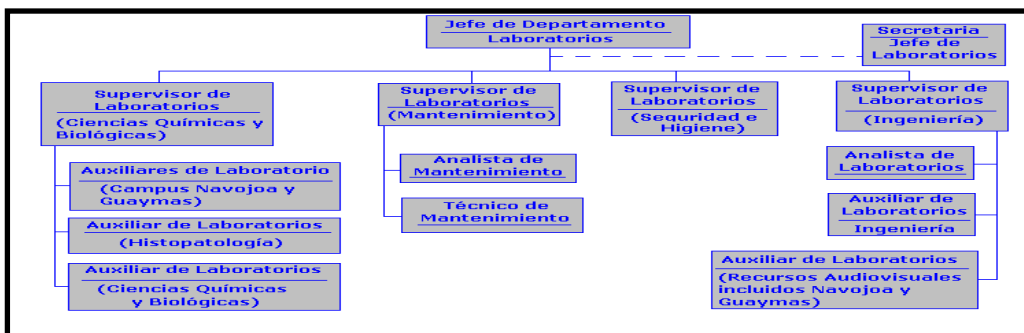 Jefe de Departamento
Laboratorios
Secretaria
Jefe de
Laboratorios
Supervisor de
Laboratorios
(Ciencias Químicas y
Biológicas)
Supervisor de
Laboratorios
(Mantenimiento)
Supervisor de
Laboratorios
(Seguridad e
Higiene)
Supervisor de
Laboratorios
(Ingeniería)
Auxiliares de Laboratorio
(Campus Navojoa y
Guaymas)
Auxiliar de Laboratorios
(Histopatología)
Auxiliar de Laboratorios
(Ciencias Químicas
y Biológicas)
Analista de
Mantenimiento
Técnico de
Mantenimiento
Analista de
Laboratorios
Auxiliar de
Laboratorios
Ingeniería
Auxiliar de Laboratorios
(Recursos Audiovisuales
incluidos Navojoa y
Guaymas)